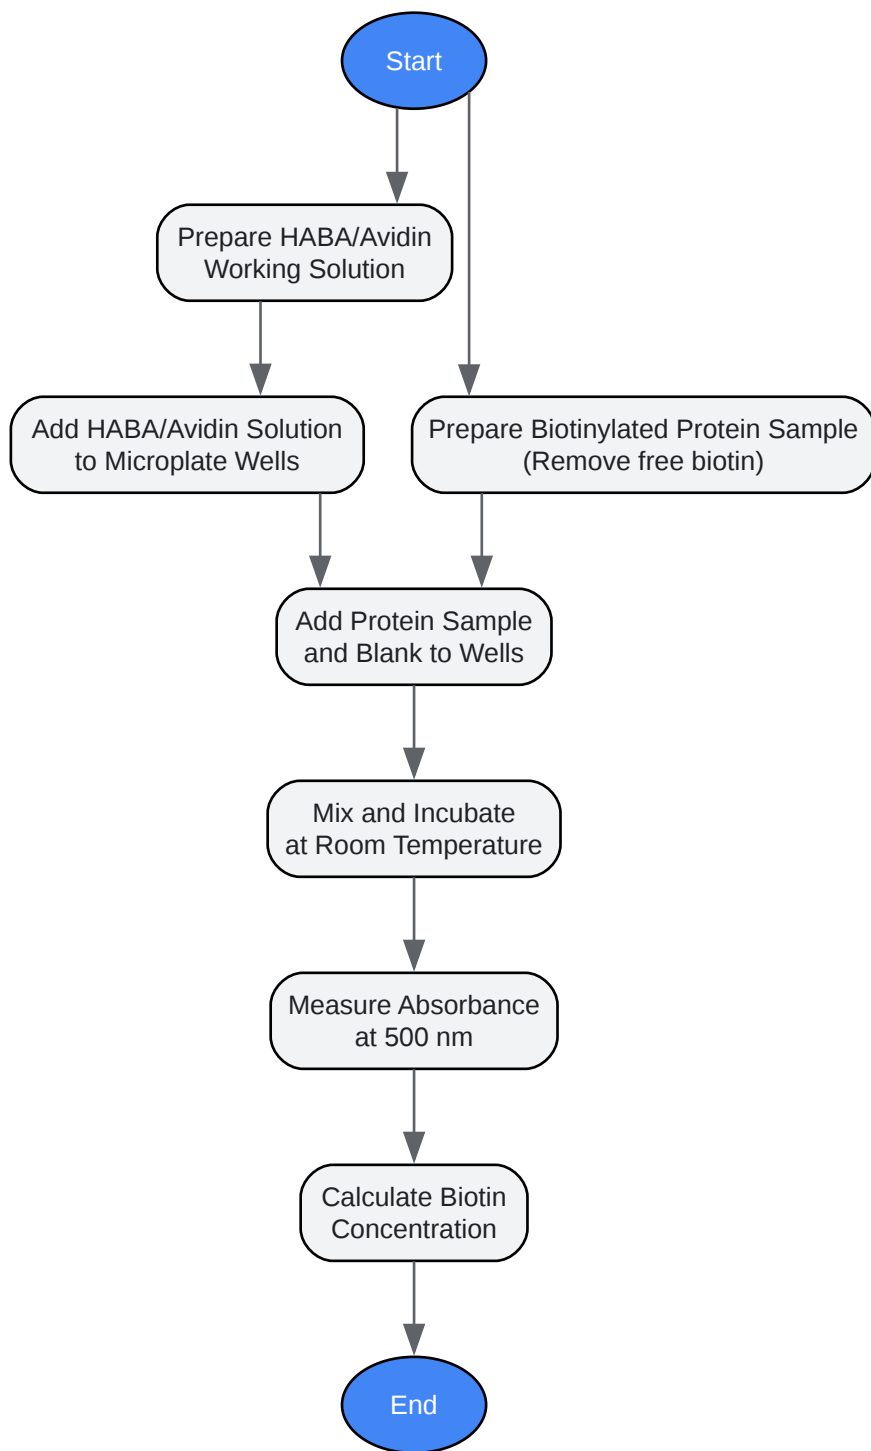 Start
Prepare HABA/Avidin
Working Solution
Add HABA/Avidin Solution
to Microplate Wells
Prepare Biotinylated Protein Sample
(Remove free biotin)
Add Protein Sample
and Blank to Wells
Mix and Incubate
at Room Temperature
Measure Absorbance
at 500 nm
Calculate Biotin
Concentration
End